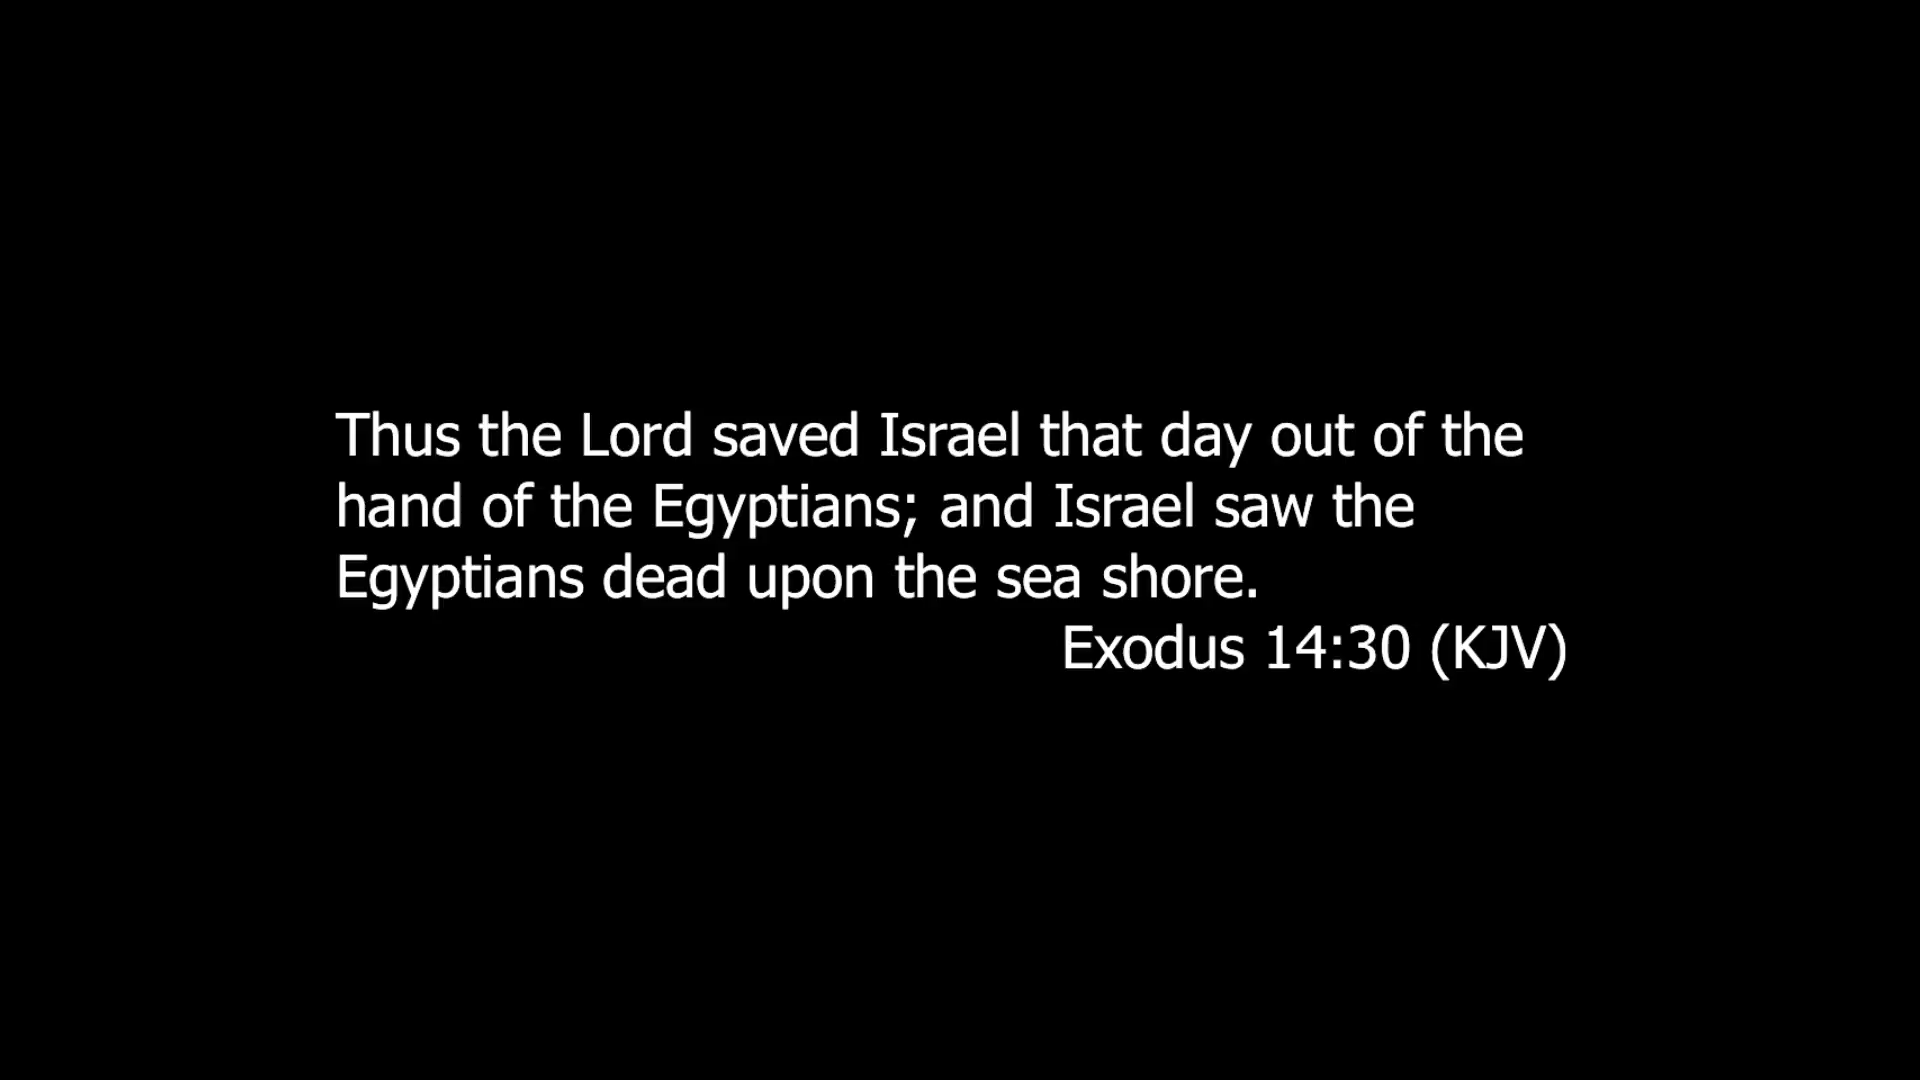 Thus the Lord saved Israel that day out of the
hand of the Egyptians; and Israel saw the
Egyptians dead upon the sea shore.
Exodus 14:30 (KJV)